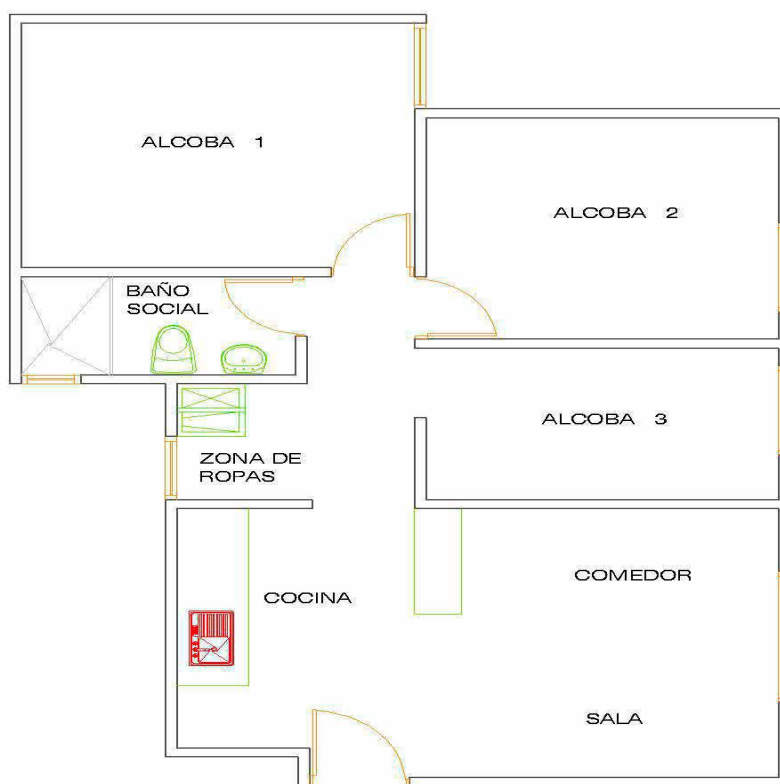 ALCOBA 1
ALCOBA 2
BAÑO
SOCIAL
ALCOBA 3
ZONA DE
ROPAS
COMEDOR
COCINA
SALA